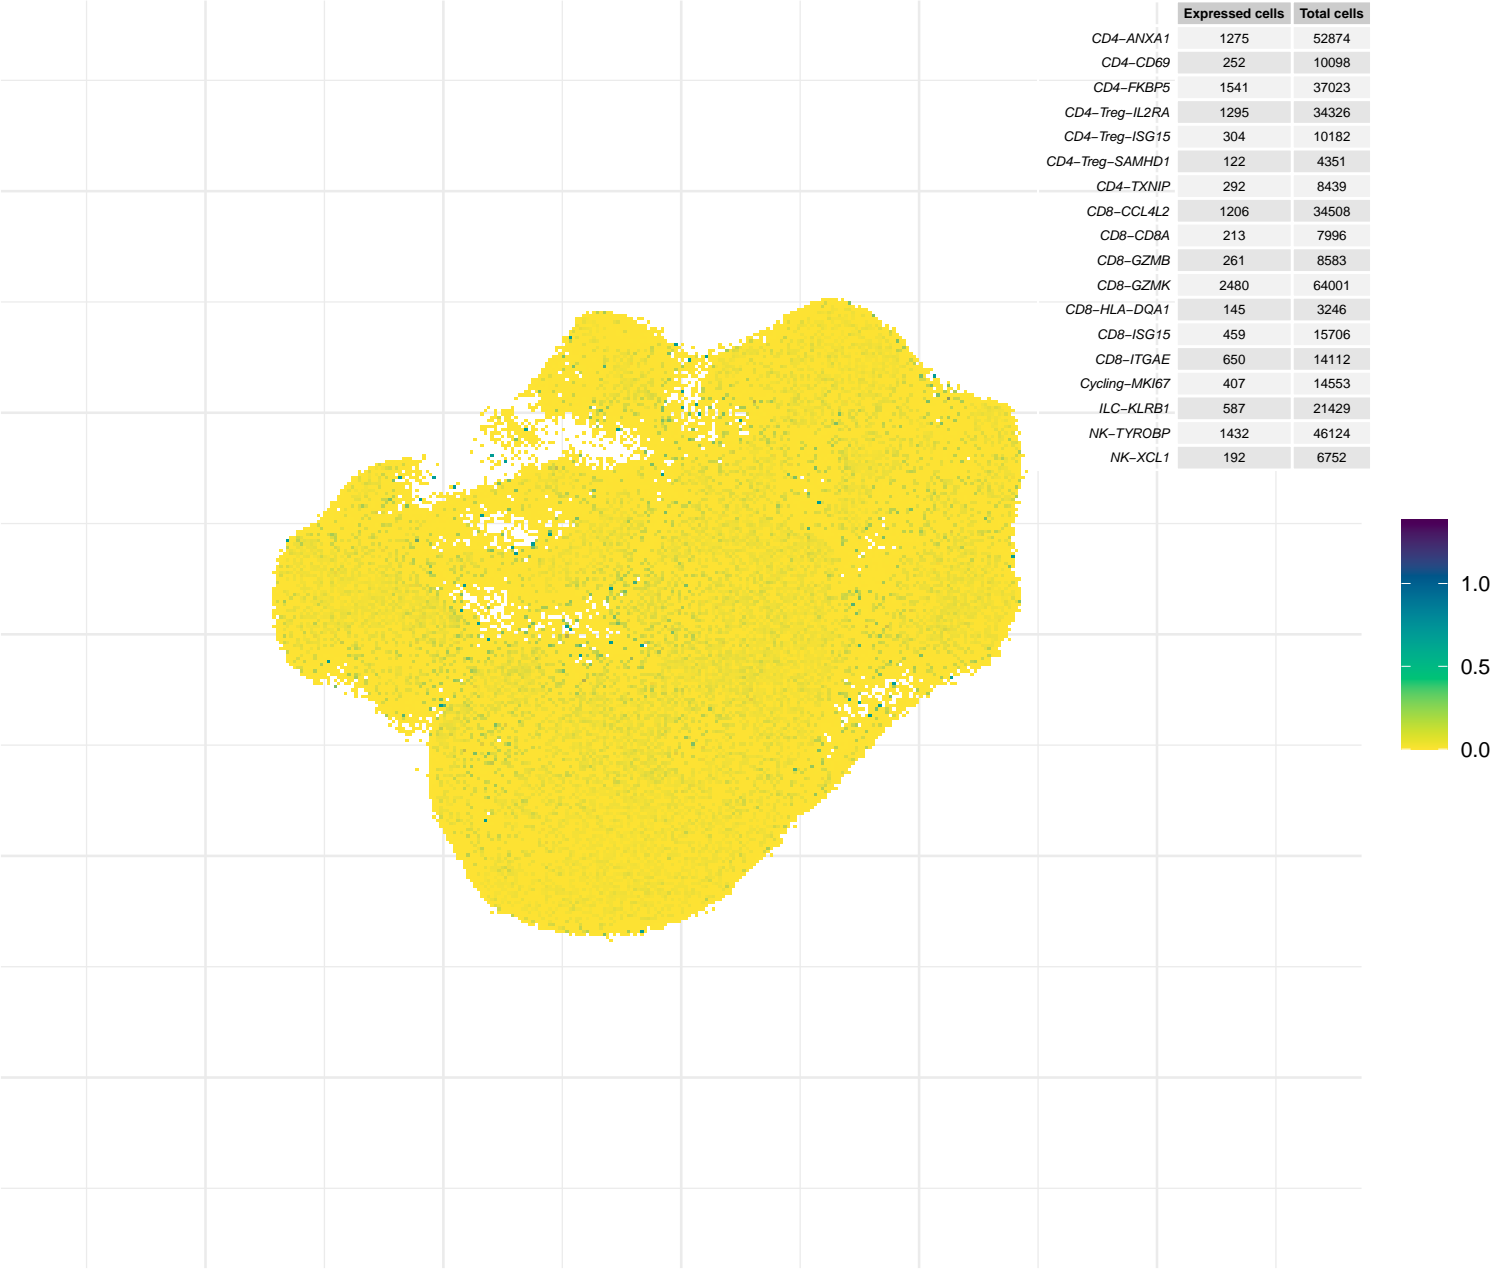 Expressed cells Total cells
CD4−ANXA1 1275 52874
CD4−CD69 252 10098
CD4−FKBP5 1541 37023
CD4−Treg−IL2RA 1295 34326
CD4−Treg−ISG15 304 10182
CD4−Treg−SAMHD1 122 4351
CD4−TXNIP 292 8439
CD8−CCL4L2 1206 34508
CD8−CD8A 213 7996
CD8−GZMB 261 8583
CD8−GZMK 2480 64001
CD8−HLA−DQA1 145 3246
CD8−ISG15 459 15706
CD8−ITGAE 650 14112
Cycling−MKI67 407 14553
ILC−KLRB1 587 21429
NK−TYROBP 1432 46124
NK−XCL1 192 6752
1.0
0.5
0.0